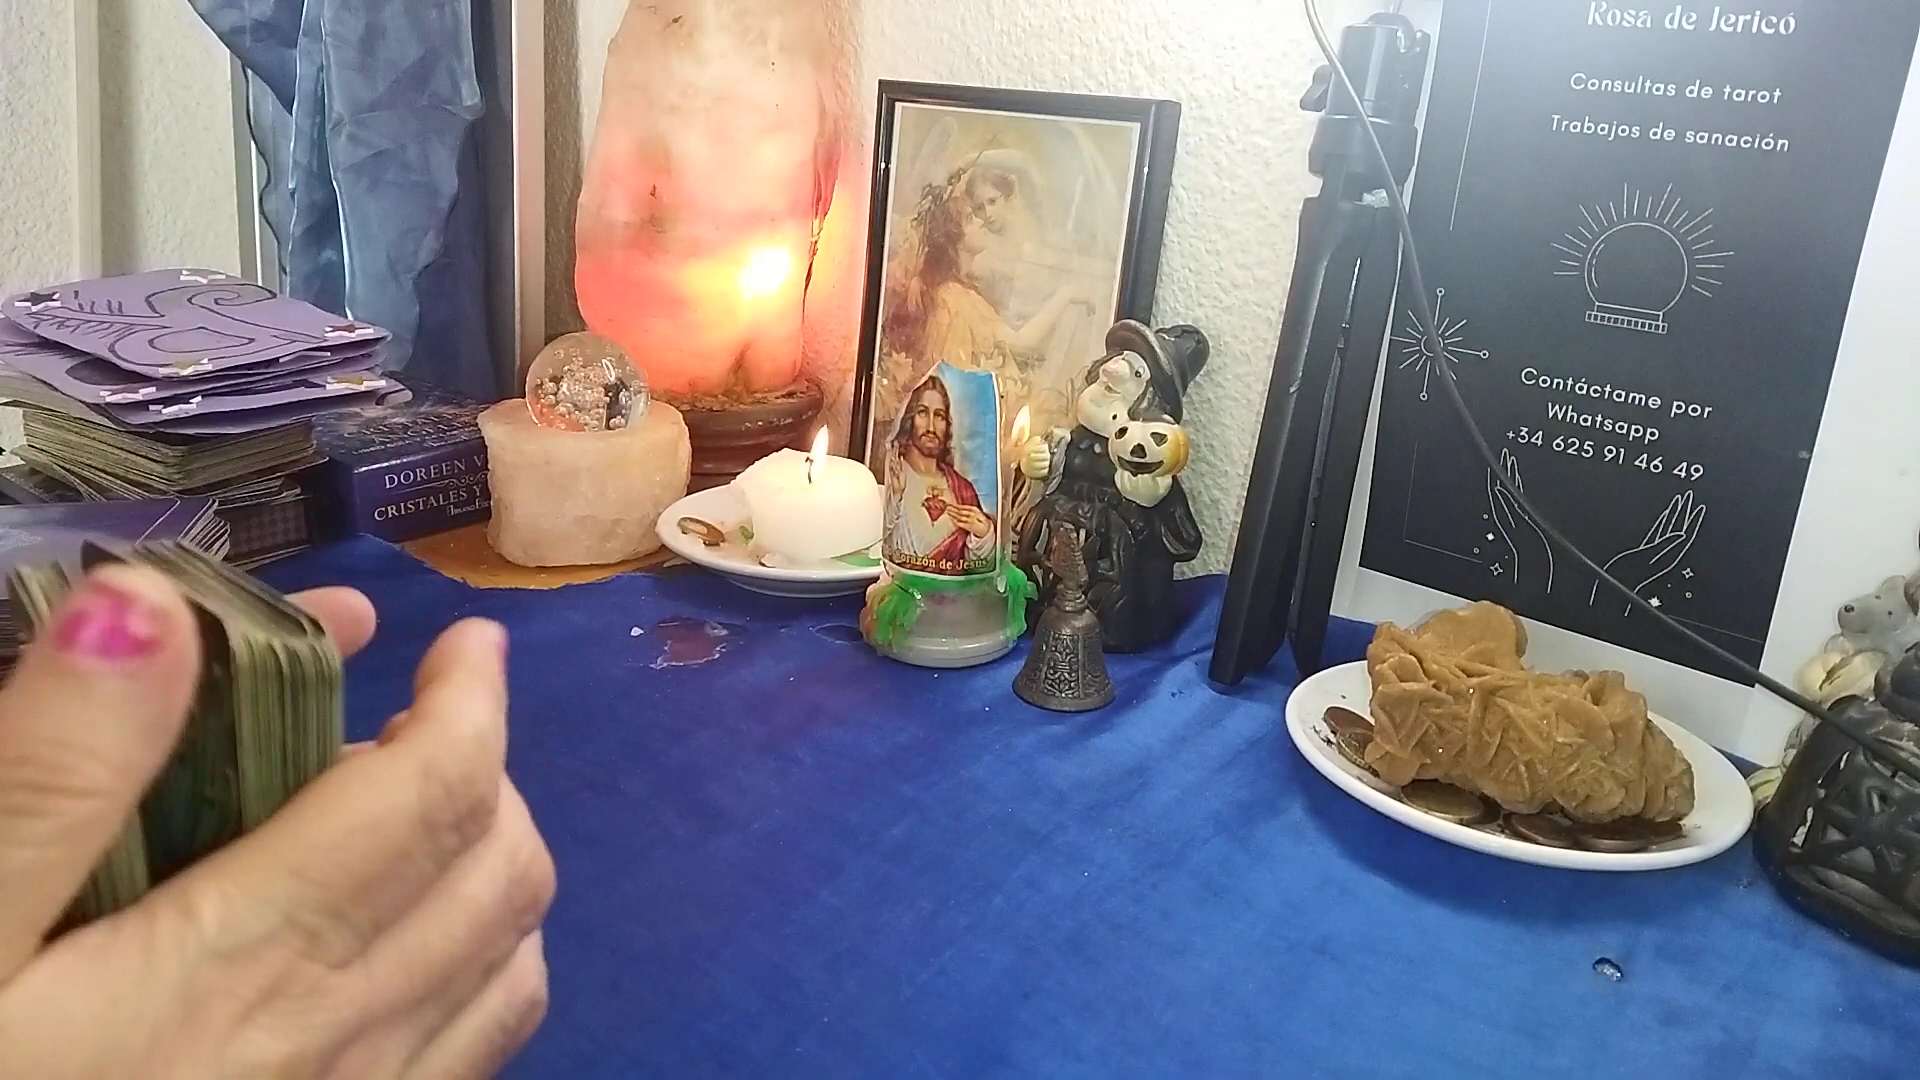 Rosa de Jericó
Consultas de tarot
Trabajos de sanación
Contáctame por
Whatsapp
+34 625 91 46 49
DOREEN V
CRISTALES Y
Corazón de Jesús